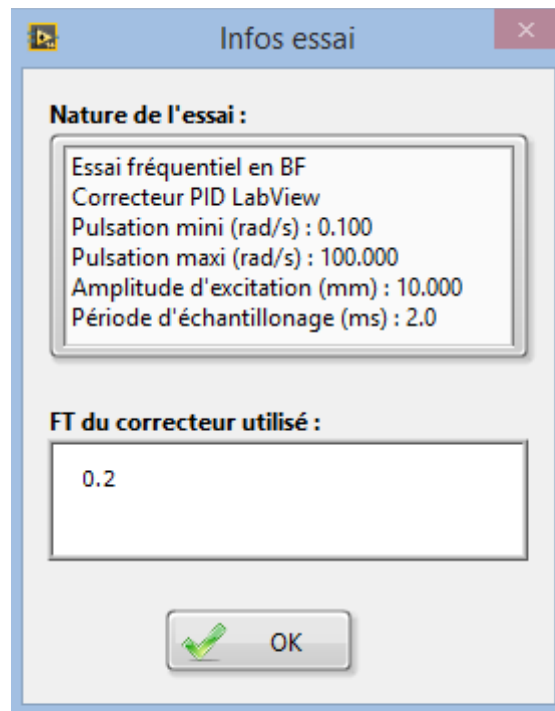 Infos essai
Nature de l'essai :
Essai fréquentiel en BF
Correcteur PID LabView
Pulsation mini (rad/s) : 0.100
Pulsation maxi (rad/s) : 100.000
Amplitude d'excitation (mm) : 10.000
Période d'échantillonage (ms) : 2.0
FT du correcteur utilisé :
0.2
OK